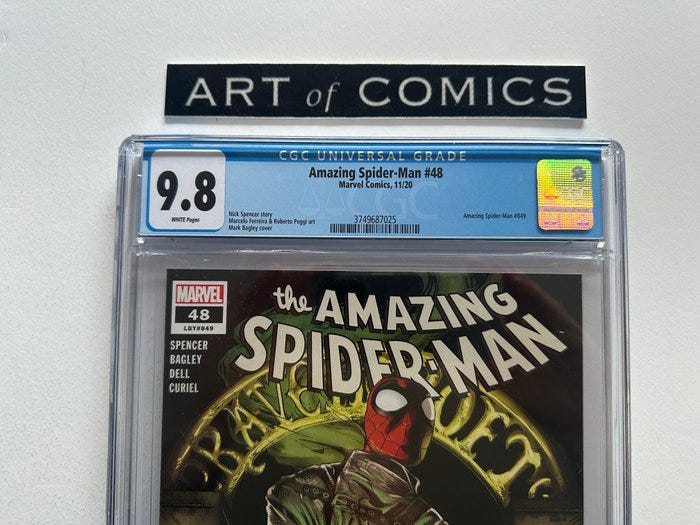 ART of COMICS
CGC UNIVERSAL GRADE
9.8
WHITE Pages
Amazing Spider-Man #48
Marvel Comics, 11/20
Nick Spencer story
Marcelo Ferreira & Roberto Poggi art
Mark Bagley cover
3749687025
Amazing Spider-Man #849
CGC
MARVEL
48
LGY#849
SPENCER
BAGLEY
DELL
CURIEL
the AMAZING
SPIDER-MAN